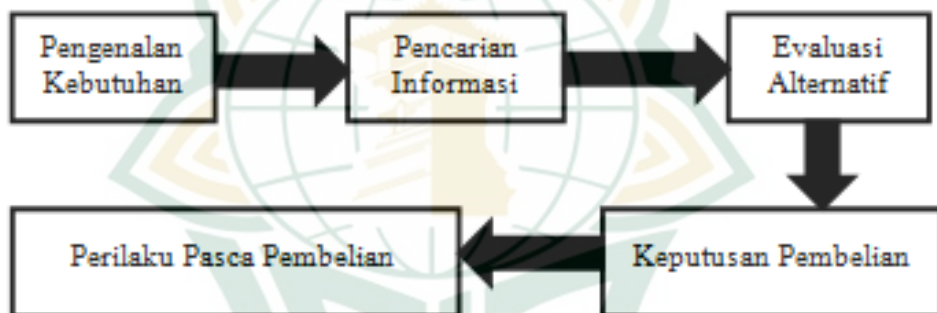 Pengenalan
Kebutuhan
Pencarian
Informasi
Evaluasi
Alternatif
Keputusan Pembelian
Perilaku Pasca Pembelian